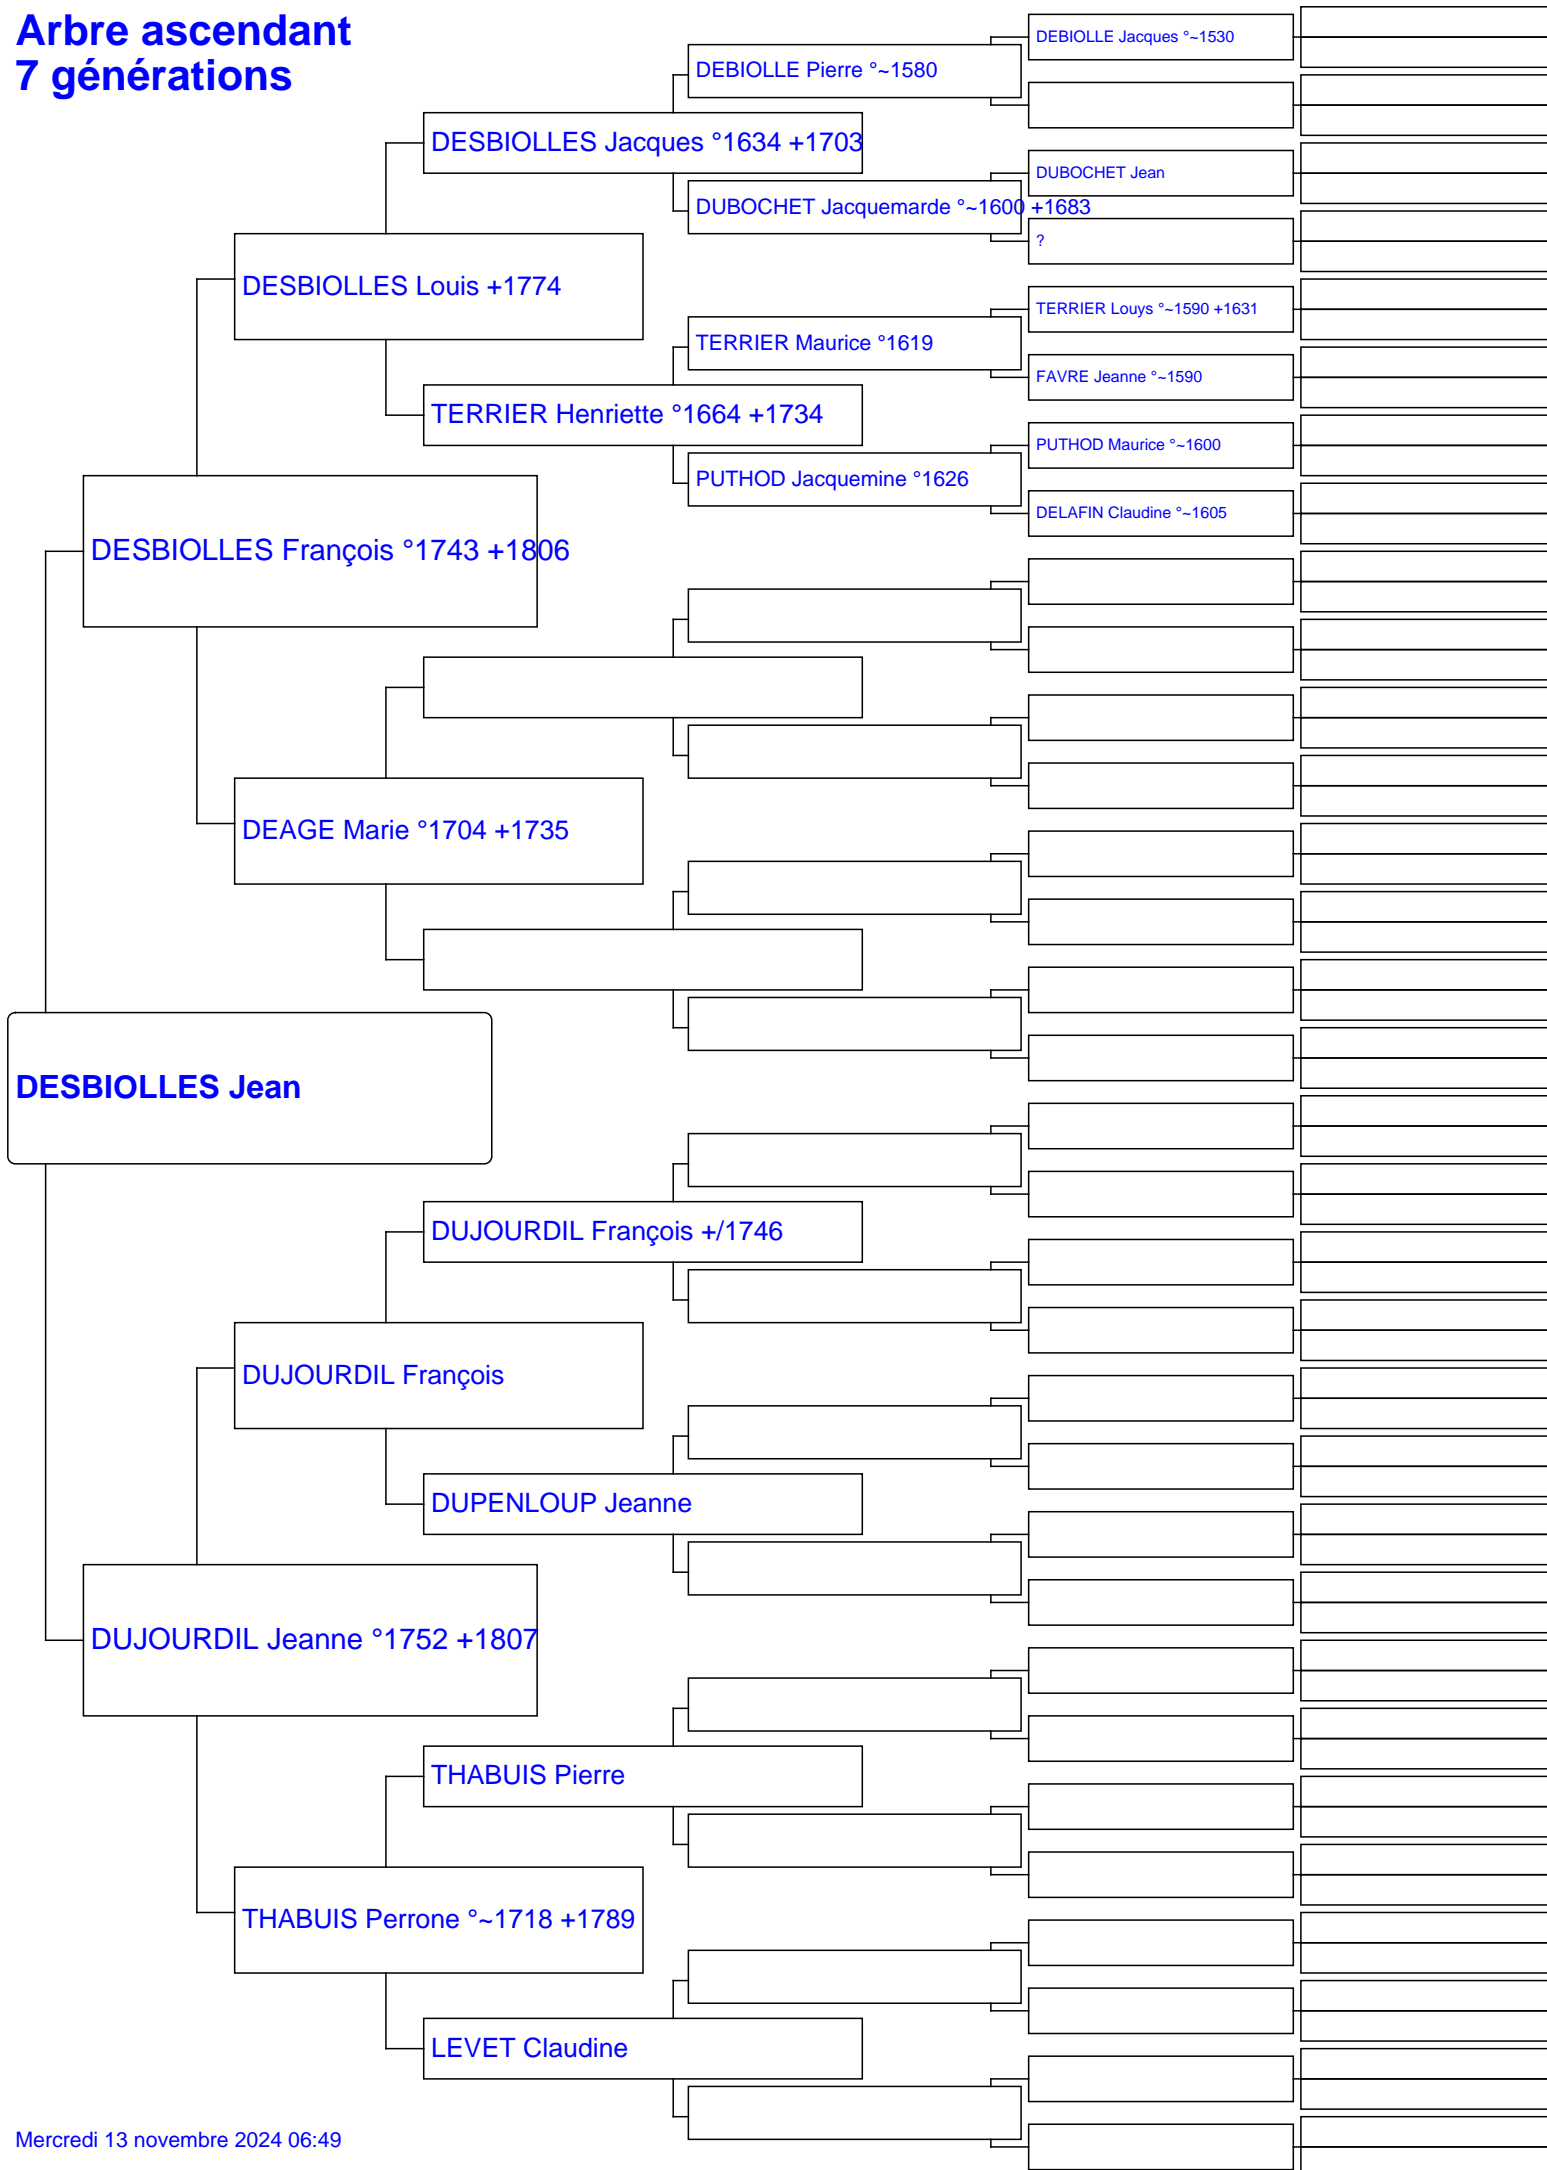 Arbre ascendant
7 générations
DEBIOLLE Jacques °~1530
DEBIOLLE Pierre °~1580
DESBIOLLES Jacques °1634 +1703
DUBOCHET Jean
DUBOCHET Jacquemarde °~1600 +1683
?
DESBIOLLES Louis +1774
TERRIER Louys °~1590 +1631
TERRIER Maurice °1619
FAVRE Jeanne °~1590
TERRIER Henriette °1664 +1734
PUTHOD Maurice °~1600
PUTHOD Jacquemine °1626
DELAFIN Claudine °~1605
DESBIOLLES François °1743 +1806
DEAGE Marie °1704 +1735
DESBIOLLES Jean
DUJOURDIL François +/1746
DUJOURDIL François
DUPENLOUP Jeanne
DUJOURDIL Jeanne °1752 +1807
THABUIS Pierre
THABUIS Perrone °~1718 +1789
LEVET Claudine
Mercredi 13 novembre 2024 06:49